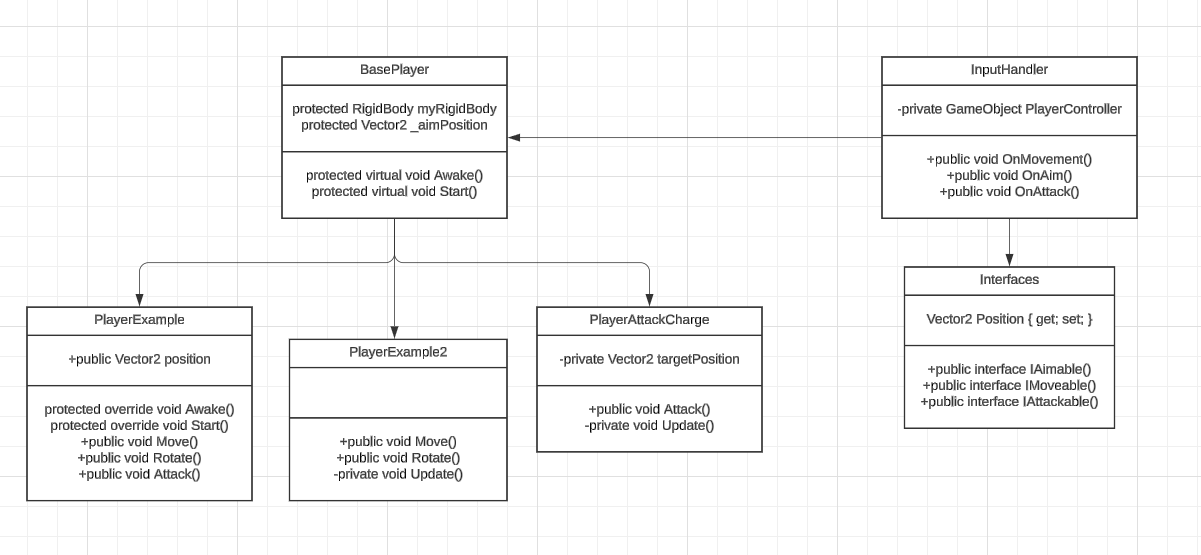 BasePlayer
protected RigidBody myRigidBody
protected Vector2 _aimPosition
protected virtual void Awake()
protected virtual void Start()
InputHandler
-private GameObject PlayerController
+public void OnMovement()
+public void OnAim()
+public void OnAttack()
PlayerExample
+public Vector2 position
protected override void Awake()
protected override void Start()
+public void Move()
+public void Rotate()
+public void Attack()
PlayerExample2
+public void Move()
+public void Rotate()
-private void Update()
PlayerAttackCharge
-private Vector2 targetPosition
+public void Attack()
-private void Update()
Interfaces
Vector2 Position { get; set; }
+public interface IAimable()
+public interface IMoveable()
+public interface IAttackable()